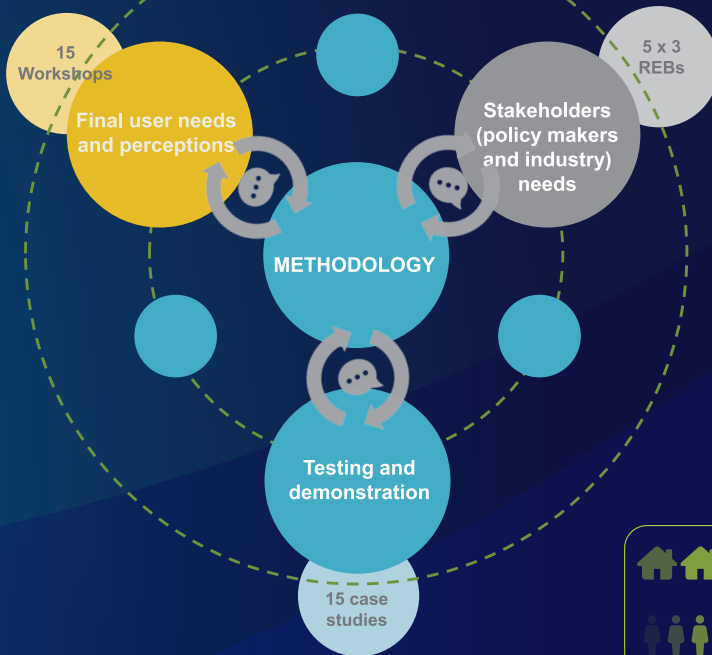 15
Workshops
5 x 3
REBs
Final user needs
and perceptions
Stakeholders
(policy makers
and industry)
needs
METHODOLOGY
Testing and
demonstration
15 case
studies